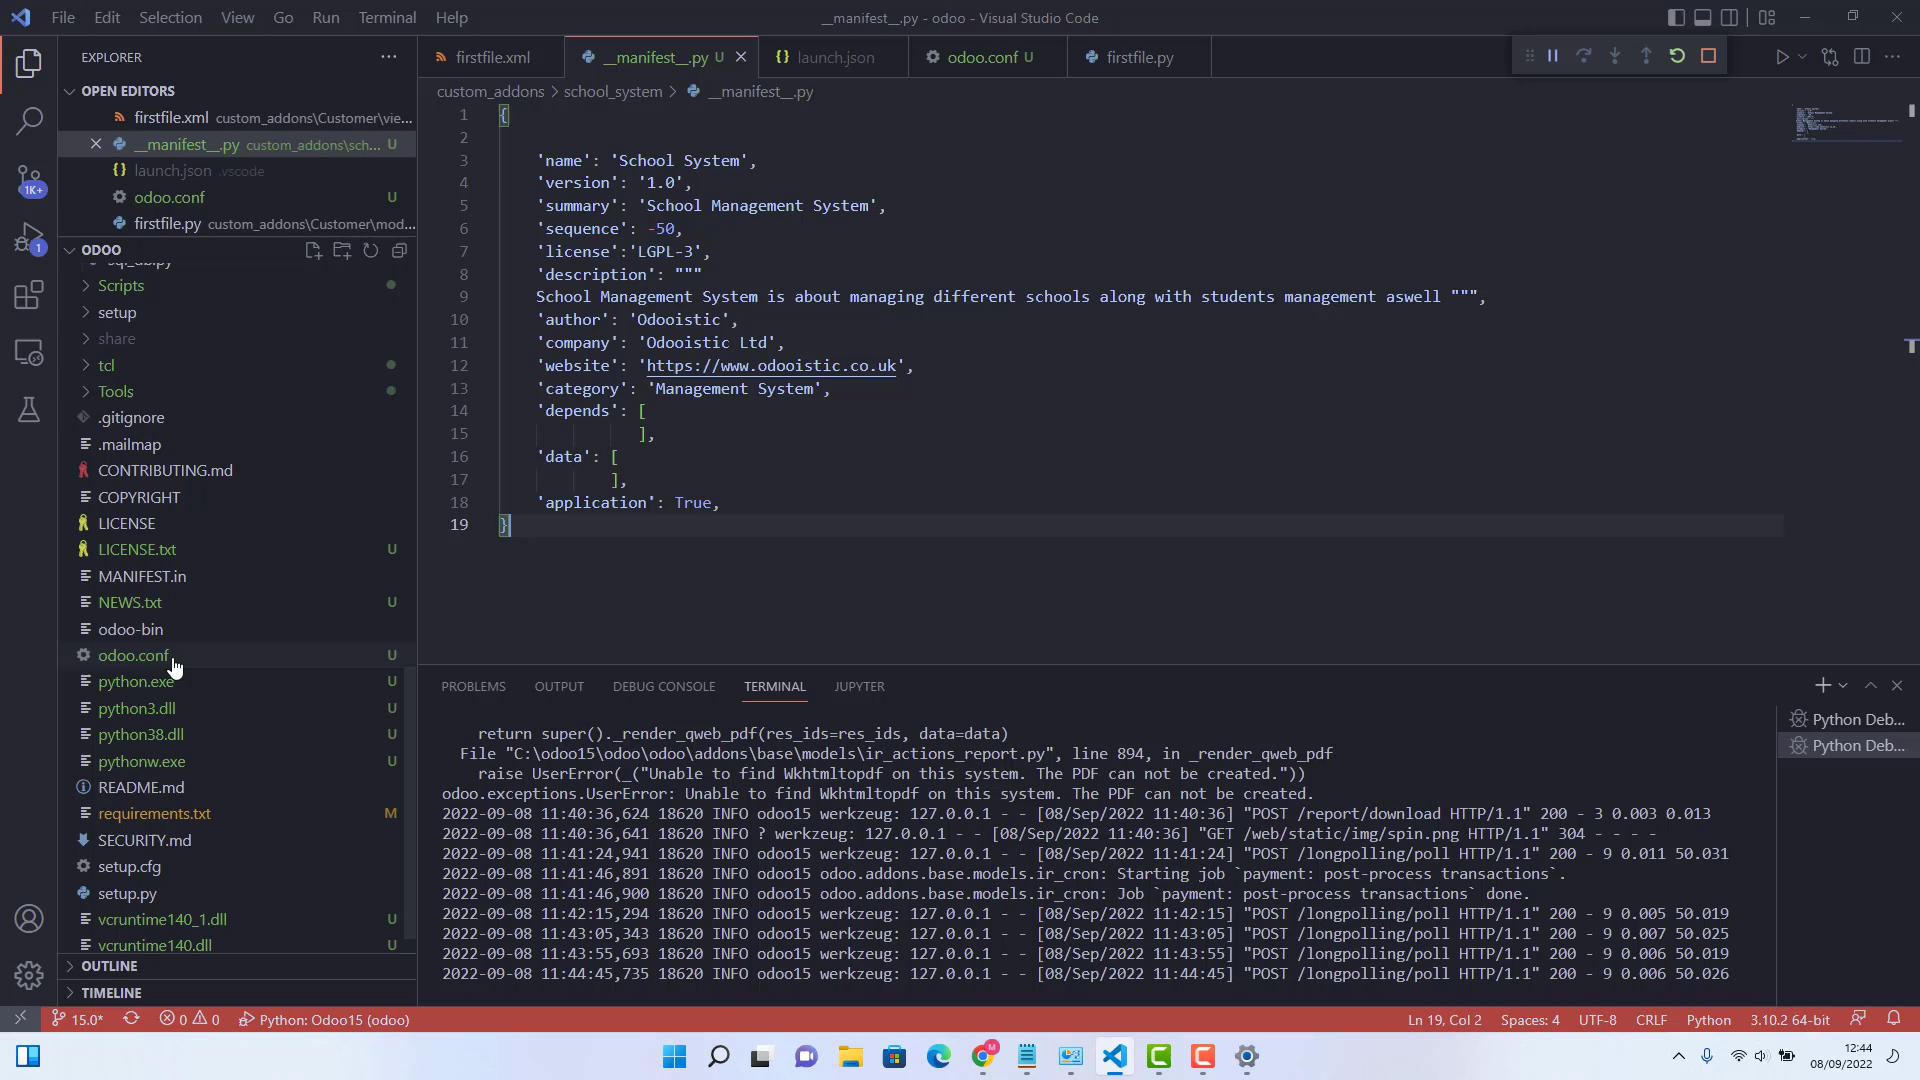 File Edit Selection View Go Run Terminal Help
__manifest__.py - odoo - Visual Studio Code
EXPLORER
OPEN EDITORS
firstfile.xml custom_addons\Customer\vie...
__manifest__.py custom_addons\sch... U
launch.json .vscode
odoo.conf U
firstfile.py custom_addons\Customer\mod...
ODOO
sql_db.py
Scripts
setup
share
tcl
Tools
.gitignore
.mailmap
CONTRIBUTING.md
COPYRIGHT
LICENSE
LICENSE.txt U
MANIFEST.in
NEWS.txt U
odoo-bin
odoo.conf U
python.exe U
python3.dll U
python38.dll U
pythonw.exe U
README.md
requirements.txt M
SECURITY.md
setup.cfg
setup.py
vcruntime140_1.dll U
vcruntime140.dll U
OUTLINE
TIMELINE
1K+
1
firstfile.xml __manifest__.py U launch.json odoo.conf U firstfile.py
custom_addons > school_system > __manifest__.py
1 {
2
3 'name': 'School System',
4 'version': '1.0',
5 'summary': 'School Management System',
6 'sequence': -50,
7 'license':'LGPL-3',
8 'description': """
9 School Management System is about managing different schools along with students management aswell """,
10 'author': 'Odooistic',
11 'company': 'Odooistic Ltd',
12 'website': 'https://www.odooistic.co.uk',
13 'category': 'Management System',
14 'depends': [
15 ],
16 'data': [
17 ],
18 'application': True,
19 }
PROBLEMS OUTPUT DEBUG CONSOLE TERMINAL JUPYTER
return super()._render_qweb_pdf(res_ids=res_ids, data=data)
File "C:\odoo15\odoo\odoo\addons\base\models\ir_actions_report.py", line 894, in _render_qweb_pdf
raise UserError(_("Unable to find Wkhtmltopdf on this system. The PDF can not be created."))
odoo.exceptions.UserError: Unable to find Wkhtmltopdf on this system. The PDF can not be created.
2022-09-08 11:40:36,624 18620 INFO odoo15 werkzeug: 127.0.0.1 - - [08/Sep/2022 11:40:36] "POST /report/download HTTP/1.1" 200 - 3 0.003 0.013
2022-09-08 11:40:36,641 18620 INFO ? werkzeug: 127.0.0.1 - - [08/Sep/2022 11:40:36] "GET /web/static/img/spin.png HTTP/1.1" 304 - - - -
2022-09-08 11:41:24,941 18620 INFO odoo15 werkzeug: 127.0.0.1 - - [08/Sep/2022 11:41:24] "POST /longpolling/poll HTTP/1.1" 200 - 9 0.011 50.031
2022-09-08 11:41:46,891 18620 INFO odoo15 odoo.addons.base.models.ir_cron: Starting job `payment: post-process transactions`.
2022-09-08 11:41:46,900 18620 INFO odoo15 odoo.addons.base.models.ir_cron: Job `payment: post-process transactions` done.
2022-09-08 11:42:15,294 18620 INFO odoo15 werkzeug: 127.0.0.1 - - [08/Sep/2022 11:42:15] "POST /longpolling/poll HTTP/1.1" 200 - 9 0.005 50.019
2022-09-08 11:43:05,343 18620 INFO odoo15 werkzeug: 127.0.0.1 - - [08/Sep/2022 11:43:05] "POST /longpolling/poll HTTP/1.1" 200 - 9 0.007 50.025
2022-09-08 11:43:55,693 18620 INFO odoo15 werkzeug: 127.0.0.1 - - [08/Sep/2022 11:43:55] "POST /longpolling/poll HTTP/1.1" 200 - 9 0.006 50.019
2022-09-08 11:44:45,735 18620 INFO odoo15 werkzeug: 127.0.0.1 - - [08/Sep/2022 11:44:45] "POST /longpolling/poll HTTP/1.1" 200 - 9 0.006 50.026
Python Deb...
Python Deb...
15.0* 0 0 Python: Odoo15 (odoo)
Ln 19, Col 2 Spaces: 4 UTF-8 CRLF Python 3.10.2 64-bit
M
12:44
08/09/2022